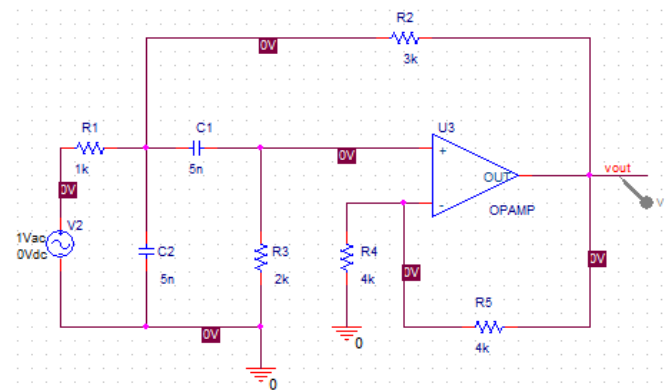 R2
0V
3k
R1
C1
U3
0V
+
1k
5n
OUT
vout
0V
-
V
V2
OPAMP
1Vac
0Vdc
C2
R3
R4
0V
0V
5n
2k
4k
R5
0V
4k
0
0